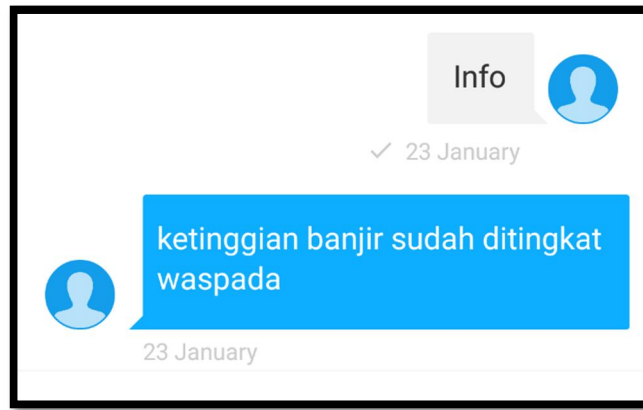 Info
23 January
ketinggian banjir sudah ditingkat
waspada
23 January